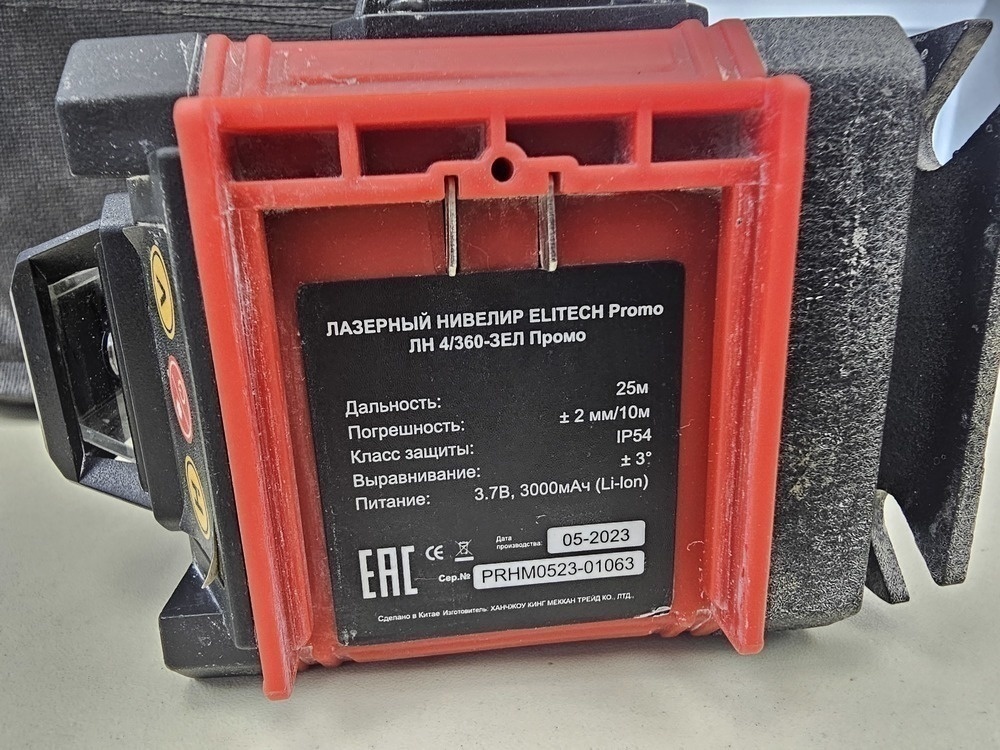 ЛАЗЕРНЫЙ НИВЕЛИР ELITECH Promo
ЛН 4/360-ЗЕЛ Промо
Дальность: 25м
Погрешность: ± 2 мм/10м
Класс защиты: IP54
Выравнивание: ± 3°
Питание: 3.7В, 3000мАч (Li-Ion)
EAC CE Дата производства: 05-2023
Сер.№ PRHM0523-01063
Сделано в Китае Изготовитель: ХАНЧЖОУ КИНГ МЕККАН ТРЕЙД КО., ЛТД.,